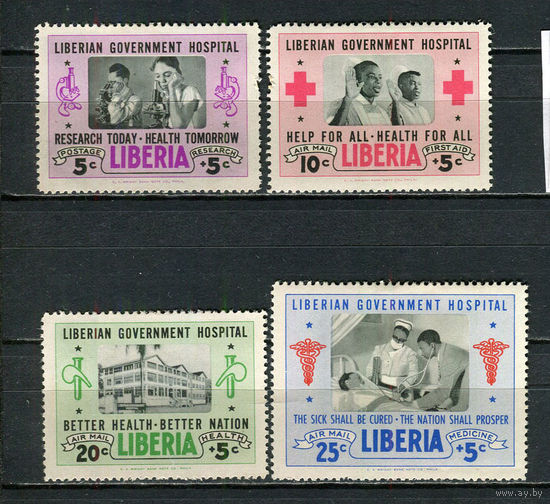 LIBERIAN GOVERNMENT HOSPITAL
RESEARCH TODAY · HEALTH TOMORROW
POSTAGE RESEARCH
5c LIBERIA +5c
LIBERIAN GOVERNMENT HOSPITAL
HELP FOR ALL · HEALTH FOR ALL
AIR MAIL FIRST AID
10c LIBERIA +5c
LIBERIAN GOVERNMENT HOSPITAL
BETTER HEALTH · BETTER NATION
AIR MAIL HEALTH
20c LIBERIA +5c
LIBERIAN GOVERNMENT HOSPITAL
THE SICK SHALL BE CURED · THE NATION SHALL PROSPER
AIR MAIL MEDICINE
25c LIBERIA +5c
www.ay.by